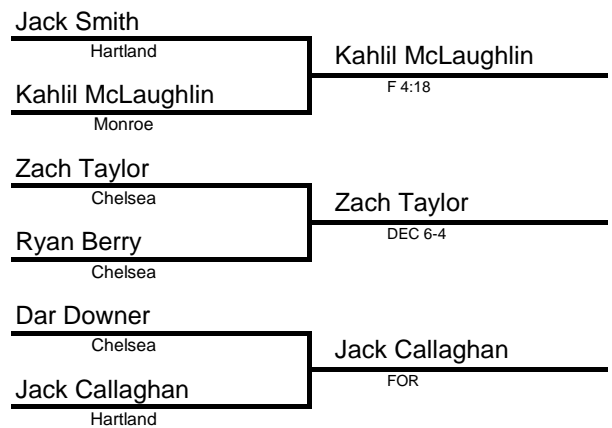 Jack Smith
Hartland
Kahlil McLaughlin
F 4:18
Kahlil McLaughlin
Monroe
Zach Taylor
Chelsea
Zach Taylor
DEC 6-4
Ryan Berry
Chelsea
Dar Downer
Chelsea
Jack Callaghan
FOR
Jack Callaghan
Hartland